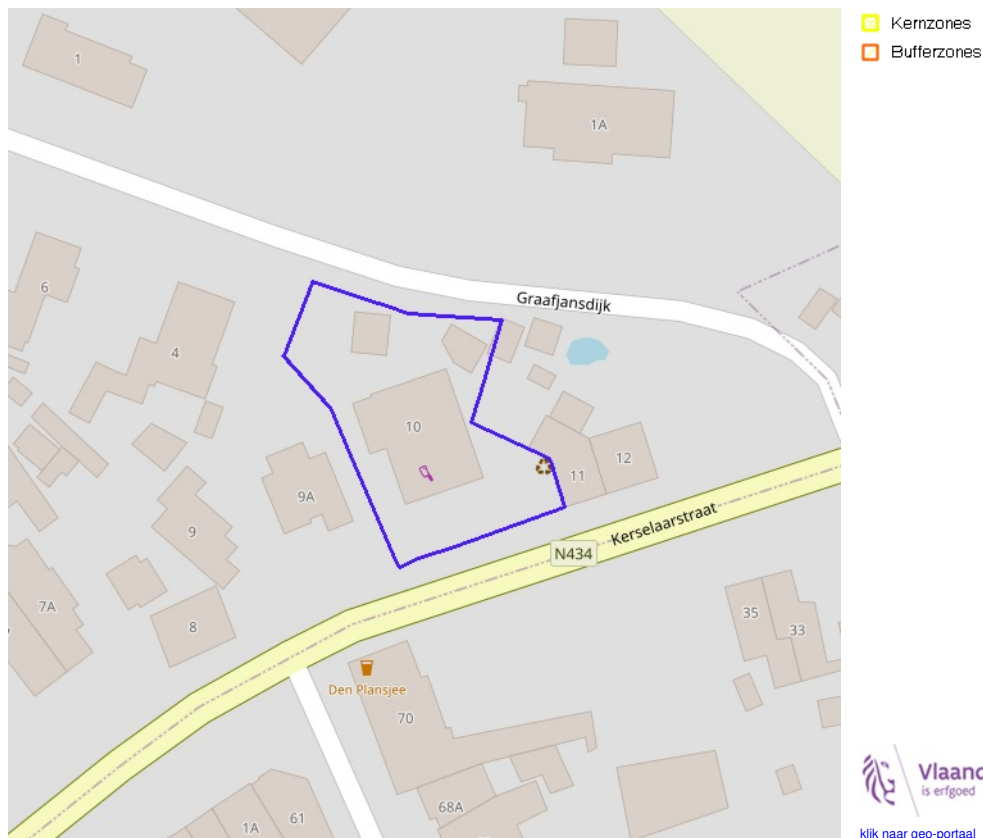 Kernzones
Bufferzones
1
1A
Graafjansdijk
6
4
10
9A
11
12
9
Kerselaarstraat
N434
7A
8
35
33
Den Plansjee
70
68A
61
1A
Vlaand
is erfgoed
klik naar geo-portaal